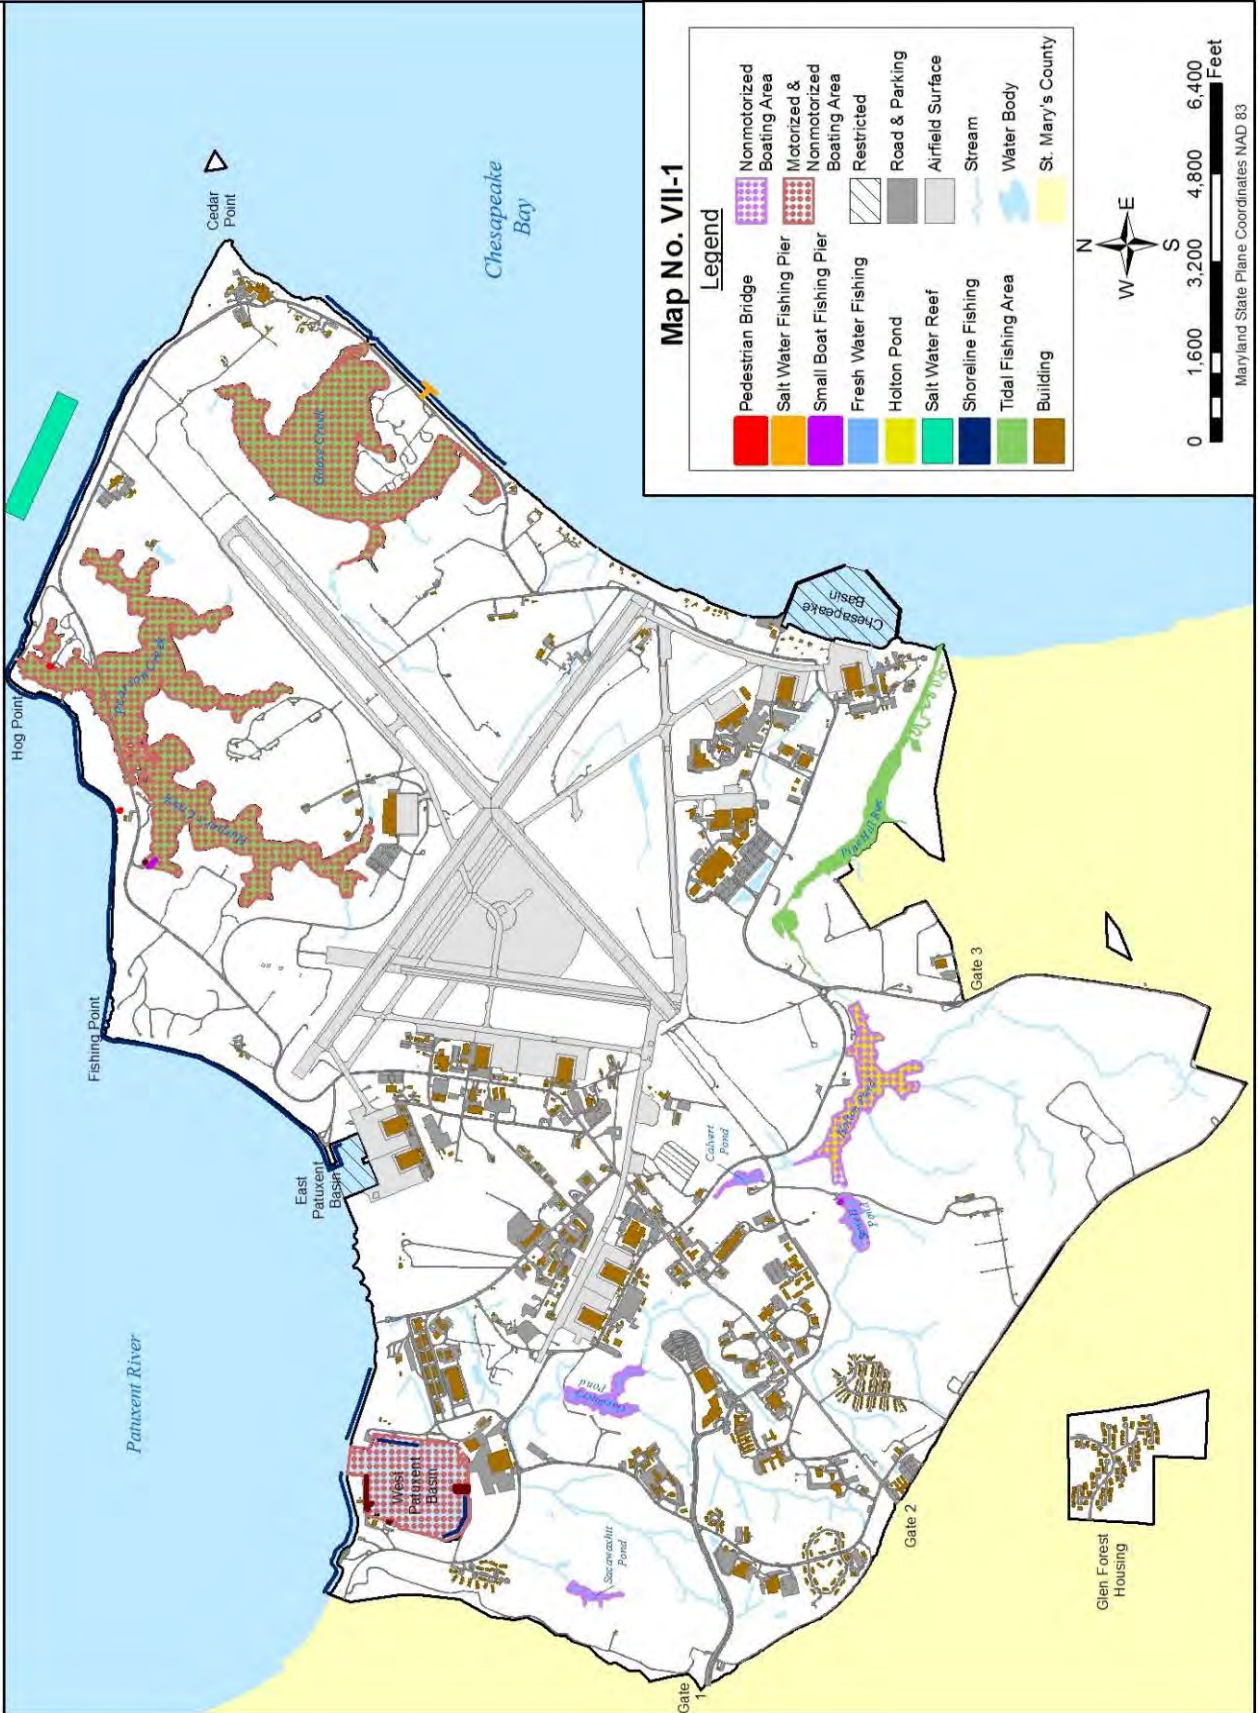 Map No. VII-1
Legend
Pedestrian Bridge
Salt Water Fishing Pier
Small Boat Fishing Pier
Fresh Water Fishing
Holton Pond
Salt Water Reef
Shoreline Fishing
Tidal Fishing Area
Building
Nonmotorized
Boating Area
Motorized &
Nonmotorized
Boating Area
Restricted
Road & Parking
Airfield Surface
Stream
Water Body
St. Mary's County
N
W
E
S
0
1,600
3,200
4,800
6,400
Feet
Maryland State Plane Coordinates NAD 83
Cedar
Point
Chesapeake
Bay
Hog Point
Goose Creek
Pearson Creek
Harper's Creek
Fishing Point
Chesapeake
Basin
Pine Hill Run
East
Patuxent
Basin
Gate 3
Calvert
Pond
Pond
Patuxent River
Pond
West
Patuxent
Basin
Gate 2
Sacawaxhit
Pond
Glen Forest
Housing
Gate
1